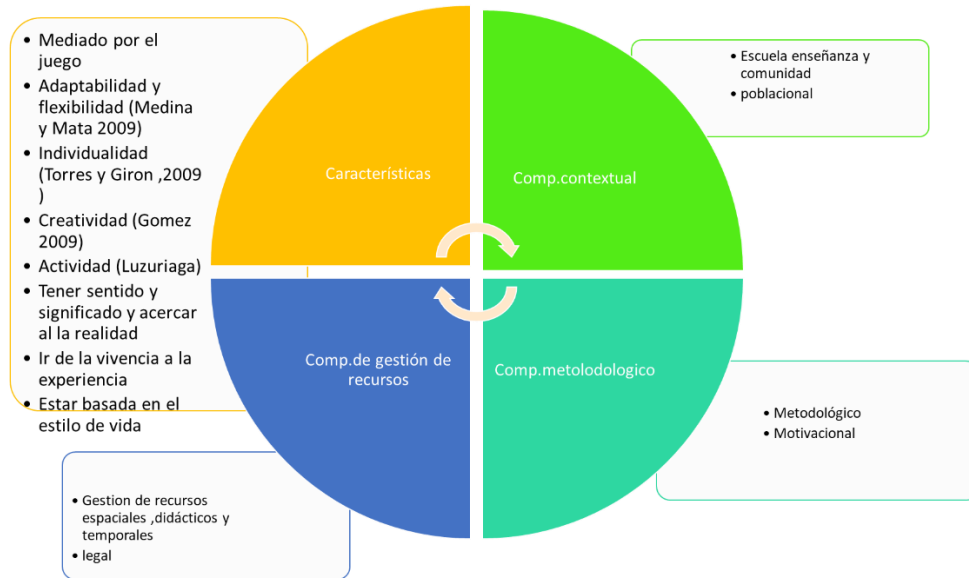 • Mediado por el
juego
• Adaptabilidad y
flexibilidad (Medina
y Mata 2009)
• Individualidad
(Torres y Giron ,2009
)
• Creatividad (Gomez
2009)
• Actividad (Luzuriaga)
• Tener sentido y
significado y acercar
al la realidad
• Ir de la vivencia a la
experiencia
• Estar basada en el
estilo de vida
Características
Comp.contextual
• Escuela enseñanza y
comunidad
• poblacional
Comp.de gestión de
recursos
Comp.metolodologico
• Metodológico
• Motivacional
• Gestion de recursos
espaciales ,didácticos y
temporales
• legal